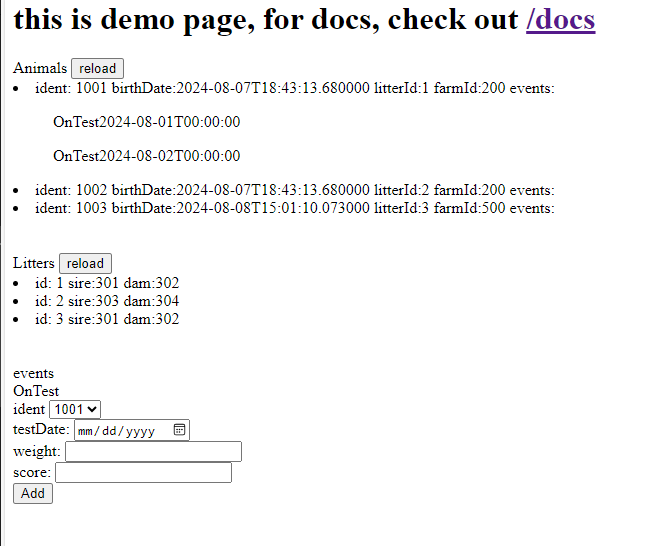 this is demo page, for docs, check out /docs
Animals reload
ident: 1001 birthDate:2024-08-07T18:43:13.680000 litterId:1 farmId:200 events:
OnTest2024-08-01T00:00:00
OnTest2024-08-02T00:00:00
ident: 1002 birthDate:2024-08-07T18:43:13.680000 litterId:2 farmId:200 events:
ident: 1003 birthDate:2024-08-08T15:01:10.073000 litterId:3 farmId:500 events:
Litters reload
id: 1 sire:301 dam:302
id: 2 sire:303 dam:304
id: 3 sire:301 dam:302
events
OnTest
ident 1001
testDate: mm/dd/yyyy
weight:
score:
Add